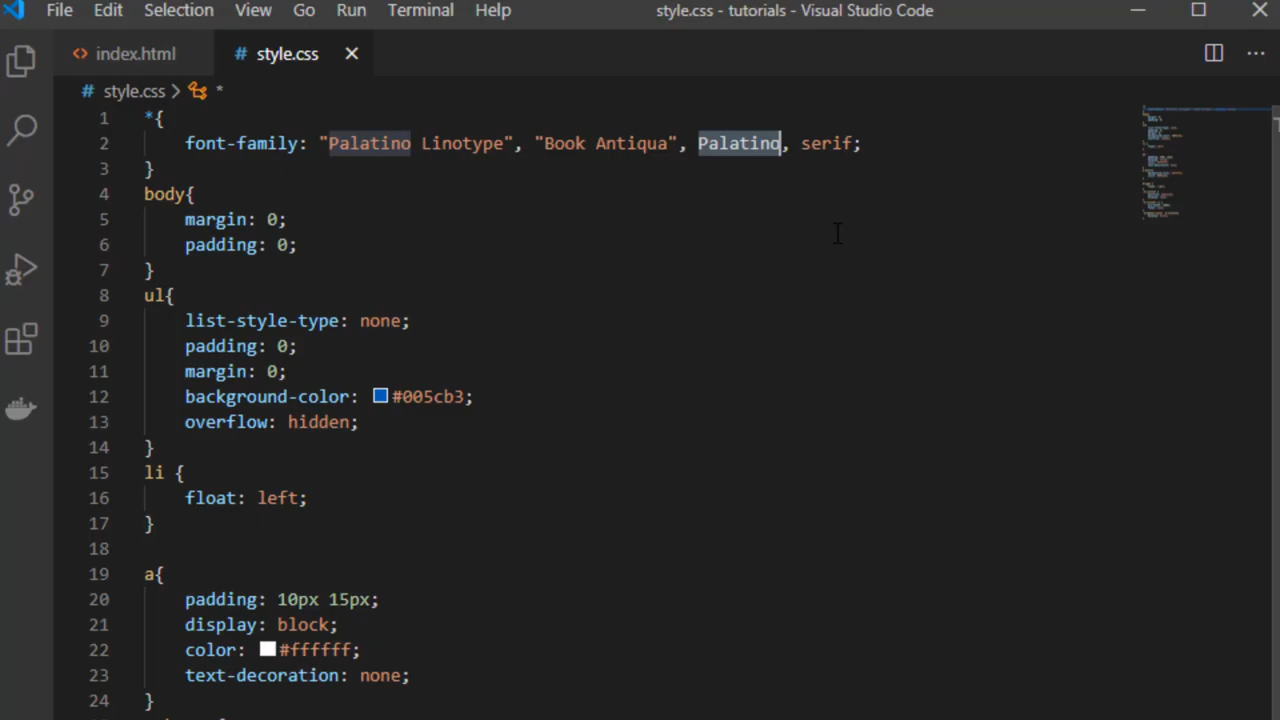 File Edit Selection View Go Run Terminal Help style.css - tutorials - Visual Studio Code
<> index.html # style.css
# style.css > *
1 *{
2 font-family: "Palatino Linotype", "Book Antiqua", Palatino, serif;
3 }
4 body{
5 margin: 0;
6 padding: 0;
7 }
8 ul{
9 list-style-type: none;
10 padding: 0;
11 margin: 0;
12 background-color: #005cb3;
13 overflow: hidden;
14 }
15 li {
16 float: left;
17 }
18
19 a{
20 padding: 10px 15px;
21 display: block;
22 color: #ffffff;
23 text-decoration: none;
24 }